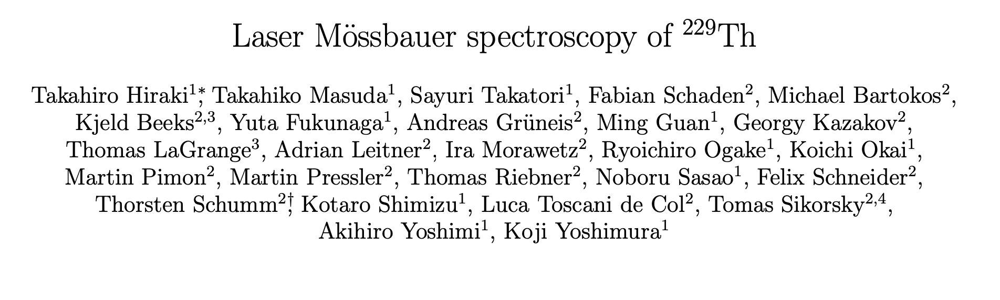 Laser Mössbauer spectroscopy of ²²⁹Th
Takahiro Hiraki¹*, Takahiko Masuda¹, Sayuri Takatori¹, Fabian Schaden², Michael Bartokos²,
Kjeld Beeks²,³, Yuta Fukunaga¹, Andreas Grüneis², Ming Guan¹, Georgy Kazakov²,
Thomas LaGrange³, Adrian Leitner², Ira Morawetz², Ryoichiro Ogake¹, Koichi Okai¹,
Martin Pimon², Martin Pressler², Thomas Riebner², Noboru Sasao¹, Felix Schneider²,
Thorsten Schumm²†, Kotaro Shimizu¹, Luca Toscani de Col², Tomas Sikorsky²,⁴,
Akihiro Yoshimi¹, Koji Yoshimura¹